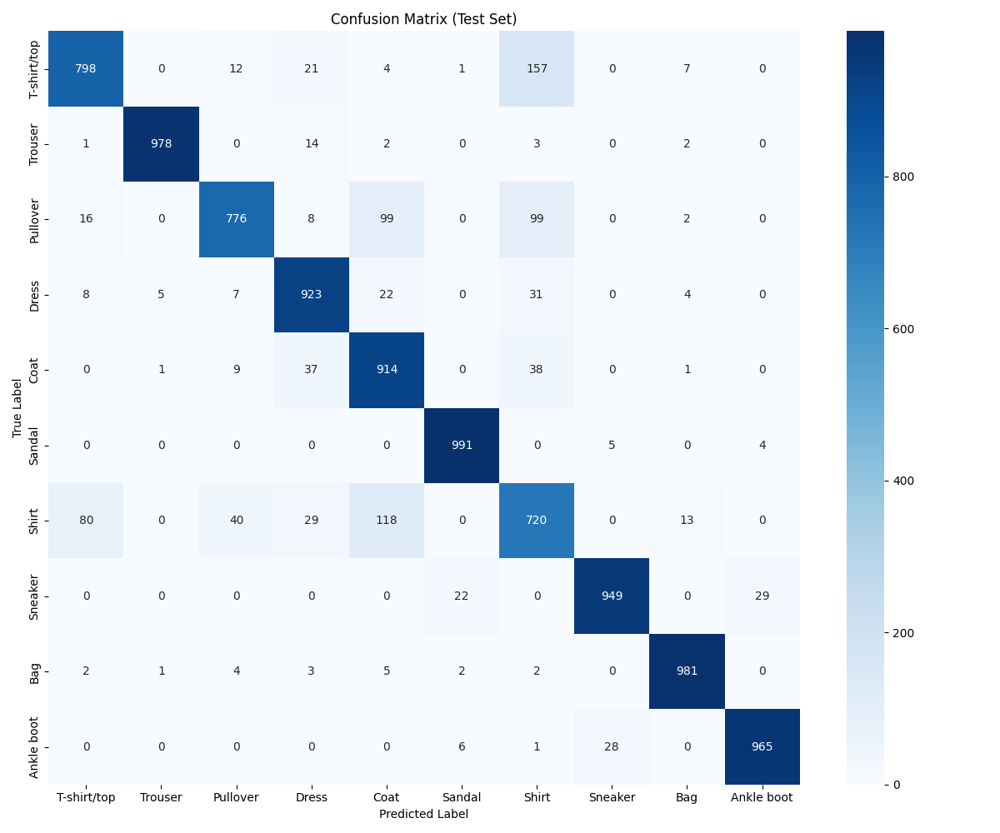 Confusion Matrix (Test Set)
True Label
T-shirt/top 798 0 12 21 4 1 157 0 7 0
Trouser 1 978 0 14 2 0 3 0 2 0
Pullover 16 0 776 8 99 0 99 0 2 0
Dress 8 5 7 923 22 0 31 0 4 0
Coat 0 1 9 37 914 0 38 0 1 0
Sandal 0 0 0 0 0 991 0 5 0 4
Shirt 80 0 40 29 118 0 720 0 13 0
Sneaker 0 0 0 0 0 22 0 949 0 29
Bag 2 1 4 3 5 2 2 0 981 0
Ankle boot 0 0 0 0 0 6 1 28 0 965
T-shirt/top Trouser Pullover Dress Coat Sandal Shirt Sneaker Bag Ankle boot
Predicted Label
800
600
400
200
0